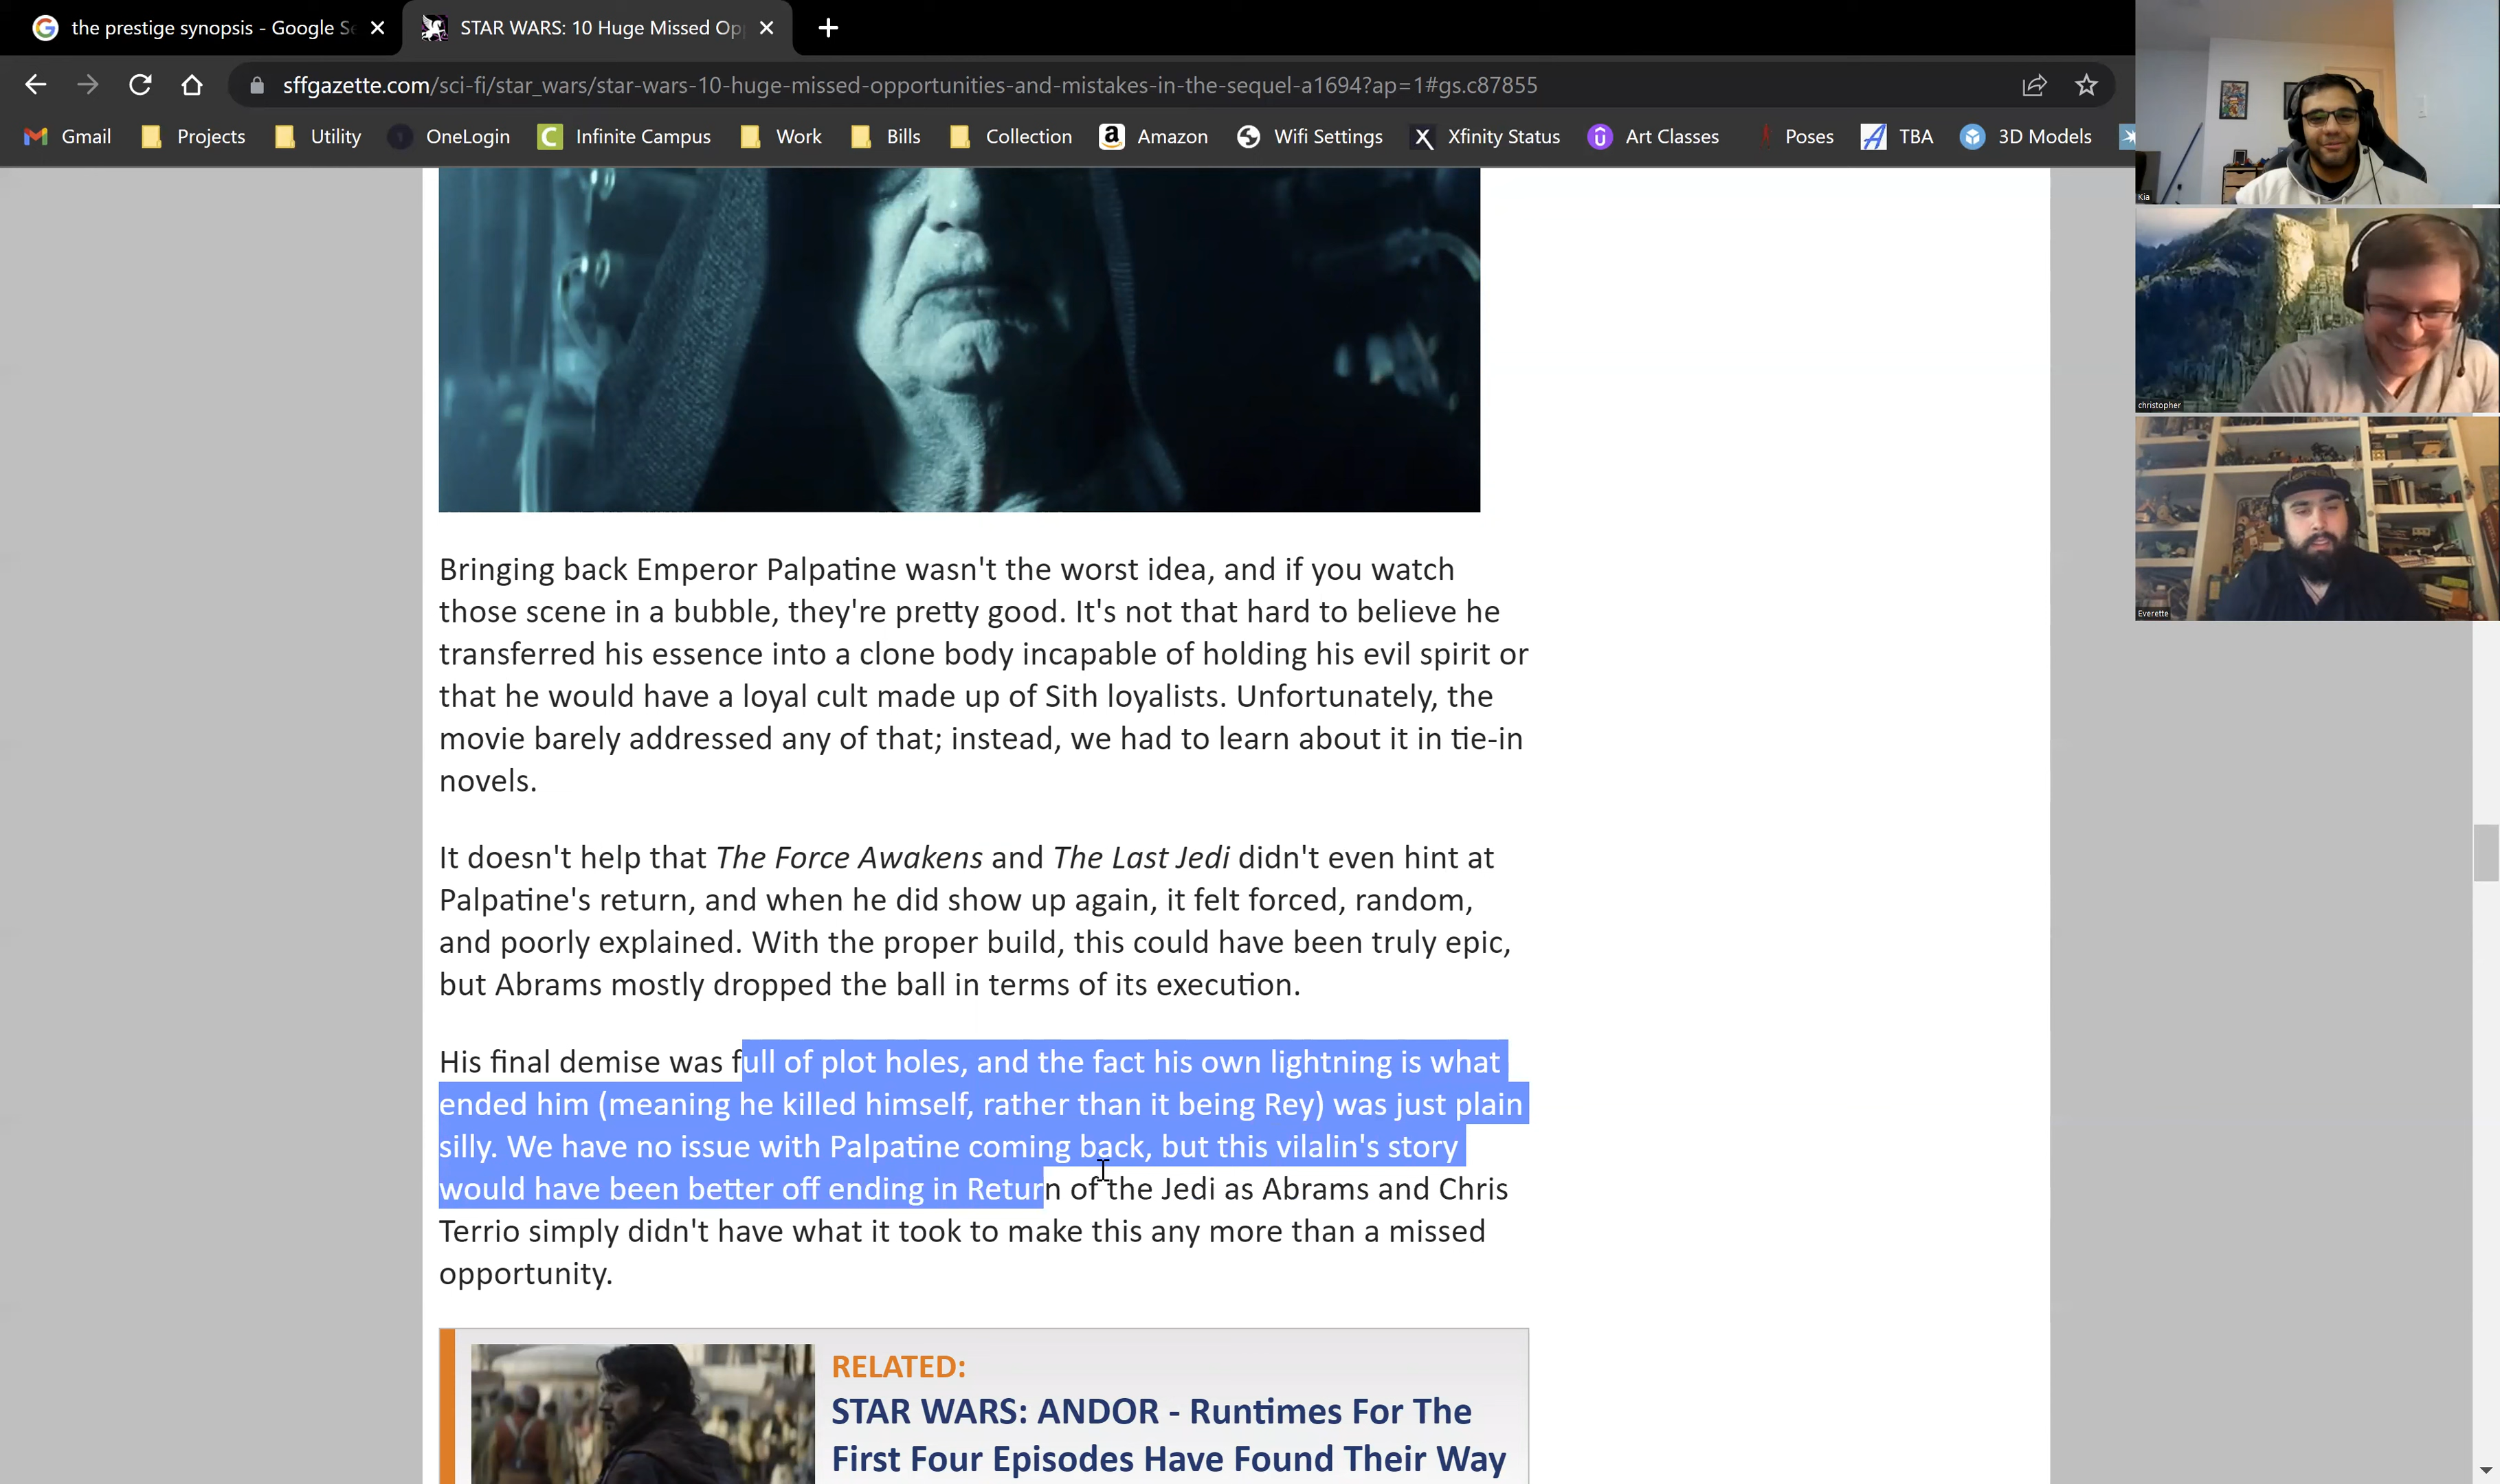 the prestige synopsis - Google Se
STAR WARS: 10 Huge Missed Opp
sffgazette.com/sci-fi/star_wars/star-wars-10-huge-missed-opportunities-and-mistakes-in-the-sequel-a1694?ap=1#gs.c87855
Gmail Projects Utility OneLogin Infinite Campus Work Bills Collection Amazon Wifi Settings Xfinity Status Art Classes Poses TBA 3D Models
Kia
christopher
Everette
Bringing back Emperor Palpatine wasn't the worst idea, and if you watch
those scene in a bubble, they're pretty good. It's not that hard to believe he
transferred his essence into a clone body incapable of holding his evil spirit or
that he would have a loyal cult made up of Sith loyalists. Unfortunately, the
movie barely addressed any of that; instead, we had to learn about it in tie-in
novels.
It doesn't help that The Force Awakens and The Last Jedi didn't even hint at
Palpatine's return, and when he did show up again, it felt forced, random,
and poorly explained. With the proper build, this could have been truly epic,
but Abrams mostly dropped the ball in terms of its execution.
His final demise was full of plot holes, and the fact his own lightning is what
ended him (meaning he killed himself, rather than it being Rey) was just plain
silly. We have no issue with Palpatine coming back, but this vilalin's story
would have been better off ending in Return of the Jedi as Abrams and Chris
Terrio simply didn't have what it took to make this any more than a missed
opportunity.
RELATED:
STAR WARS: ANDOR - Runtimes For The
First Four Episodes Have Found Their Way